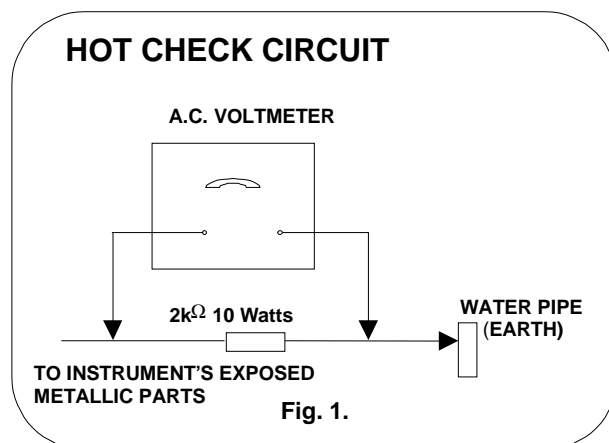 HOT CHECK CIRCUIT
A.C. VOLTMETER
2kΩ 10 Watts
WATER PIPE
(EARTH)
TO INSTRUMENT'S EXPOSED
METALLIC PARTS
Fig. 1.